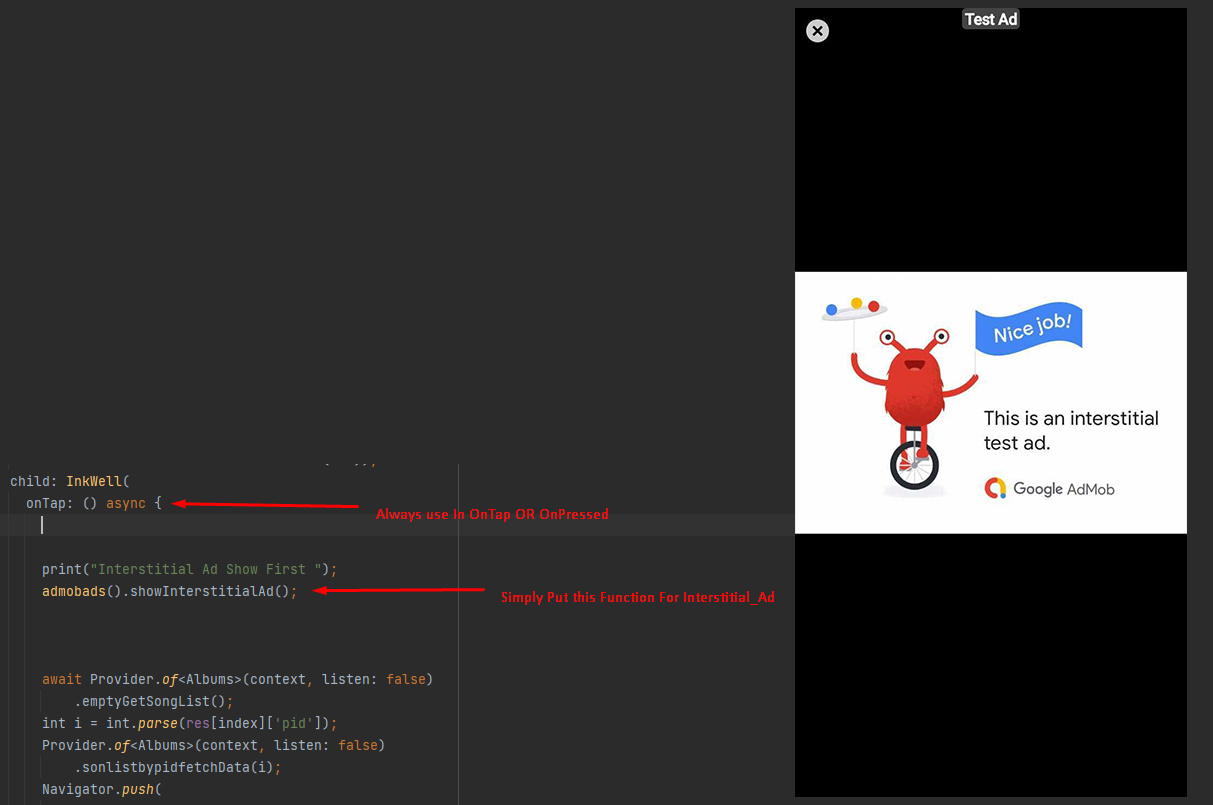 child: InkWell(
onTap: () async {
Always use In OnTap OR OnPressed
print("Interstitial Ad Show First ");
admobads().showInterstitialAd();
Simply Put this Function For Interstitial_Ad
await Provider.of<Albums>(context, listen: false)
.emptyGetSongList();
int i = int.parse(res[index]['pid']);
Provider.of<Albums>(context, listen: false)
.sonlistbypidfetchData(i);
Navigator.push(
Test Ad
Nice job!
This is an interstitial
test ad.
Google AdMob